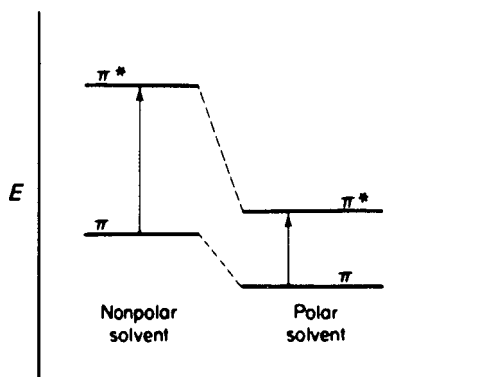 π*
π*
E
π
π
Nonpolar
solvent
Polar
solvent